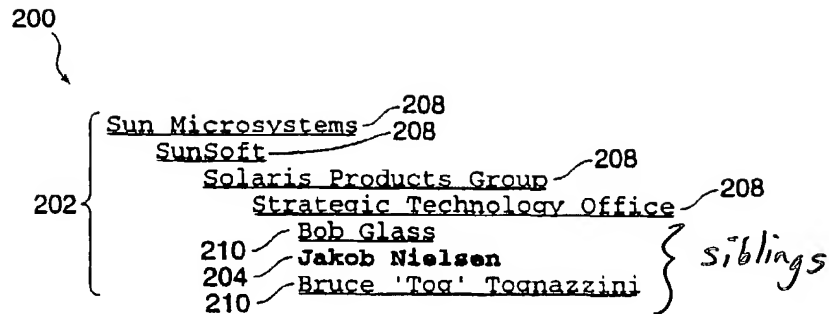 200
Sun Microsystems 208
SunSoft 208
Solaris Products Group 208
202 Strategic Technology Office 208
210 Bob Glass
204 Jakob Nielsen siblings
210 Bruce 'Tog' Tognazzini